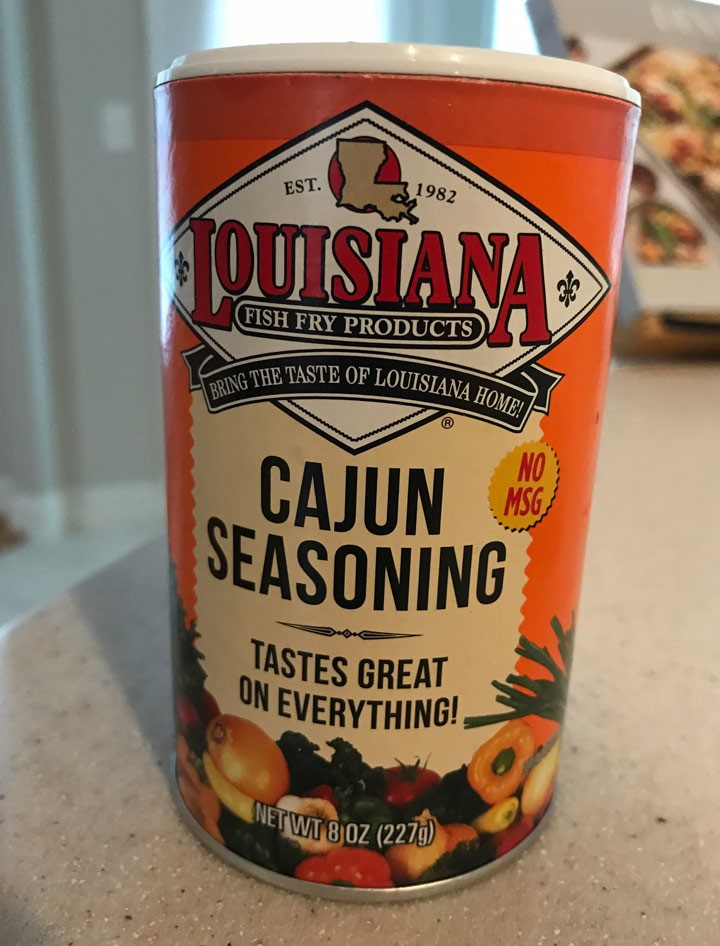 EST. 1982
LOUISIANA
FISH FRY PRODUCTS
BRING THE TASTE OF LOUISIANA HOME!
®
NO
MSG
CAJUN
SEASONING
TASTES GREAT
ON EVERYTHING!
NET WT 8 OZ (227g)